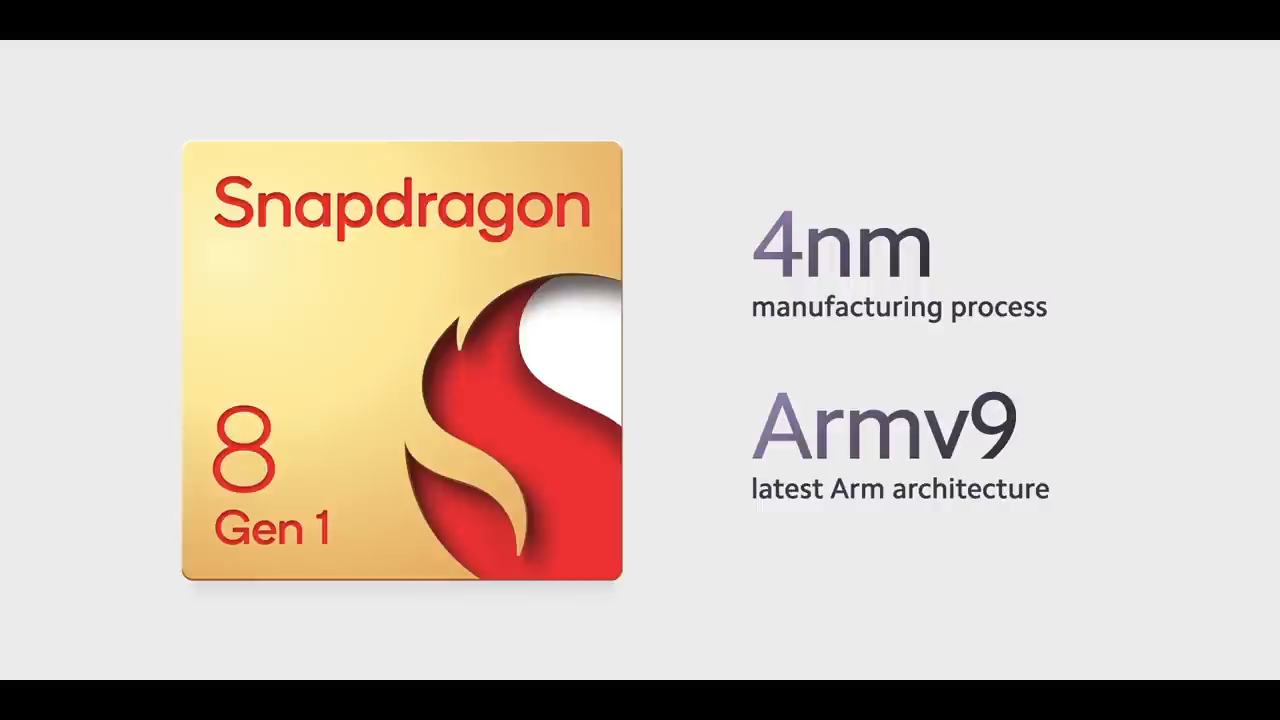 Snapdragon
8
Gen 1
4nm
manufacturing process
Armv9
latest Arm architecture